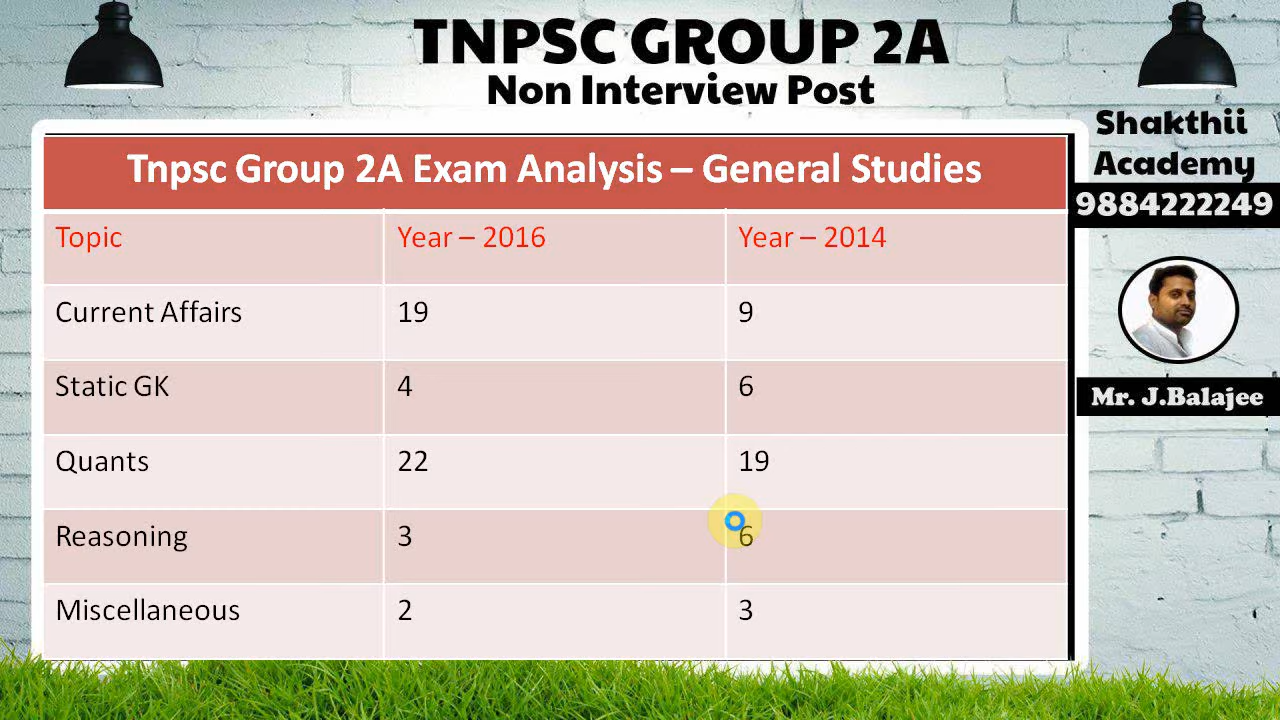 TNPSC GROUP 2A
Non Interview Post
Shakthii
Academy
9884222249
Mr. J.Balajee
Tnpsc Group 2A Exam Analysis – General Studies
Topic Year – 2016 Year – 2014
Current Affairs 19 9
Static GK 4 6
Quants 22 19
Reasoning 3 6
Miscellaneous 2 3